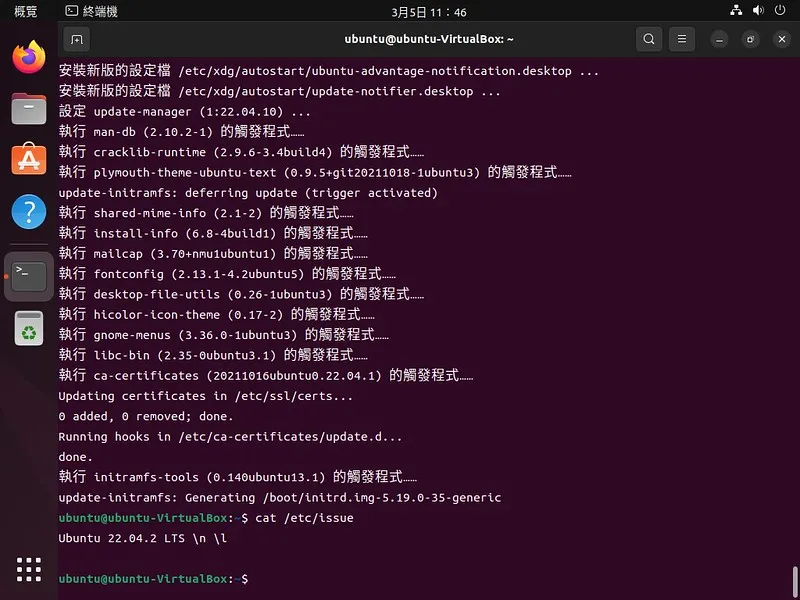 概覽 終端機 3月5日 11：46
ubuntu@ubuntu-VirtualBox: ~
安裝新版的設定檔 /etc/xdg/autostart/ubuntu-advantage-notification.desktop ...
安裝新版的設定檔 /etc/xdg/autostart/update-notifier.desktop ...
設定 update-manager (1:22.04.10) ...
執行 man-db (2.10.2-1) 的觸發程式……
執行 cracklib-runtime (2.9.6-3.4build4) 的觸發程式……
執行 plymouth-theme-ubuntu-text (0.9.5+git20211018-1ubuntu3) 的觸發程式……
update-initramfs: deferring update (trigger activated)
執行 shared-mime-info (2.1-2) 的觸發程式……
執行 install-info (6.8-4build1) 的觸發程式……
執行 mailcap (3.70+nmu1ubuntu1) 的觸發程式……
執行 fontconfig (2.13.1-4.2ubuntu5) 的觸發程式……
執行 desktop-file-utils (0.26-1ubuntu3) 的觸發程式……
執行 hicolor-icon-theme (0.17-2) 的觸發程式……
執行 gnome-menus (3.36.0-1ubuntu3) 的觸發程式……
執行 libc-bin (2.35-0ubuntu3.1) 的觸發程式……
執行 ca-certificates (20211016ubuntu0.22.04.1) 的觸發程式……
Updating certificates in /etc/ssl/certs...
0 added, 0 removed; done.
Running hooks in /etc/ca-certificates/update.d...
done.
執行 initramfs-tools (0.140ubuntu13.1) 的觸發程式……
update-initramfs: Generating /boot/initrd.img-5.19.0-35-generic
ubuntu@ubuntu-VirtualBox:~$ cat /etc/issue
Ubuntu 22.04.2 LTS \n \l
ubuntu@ubuntu-VirtualBox:~$